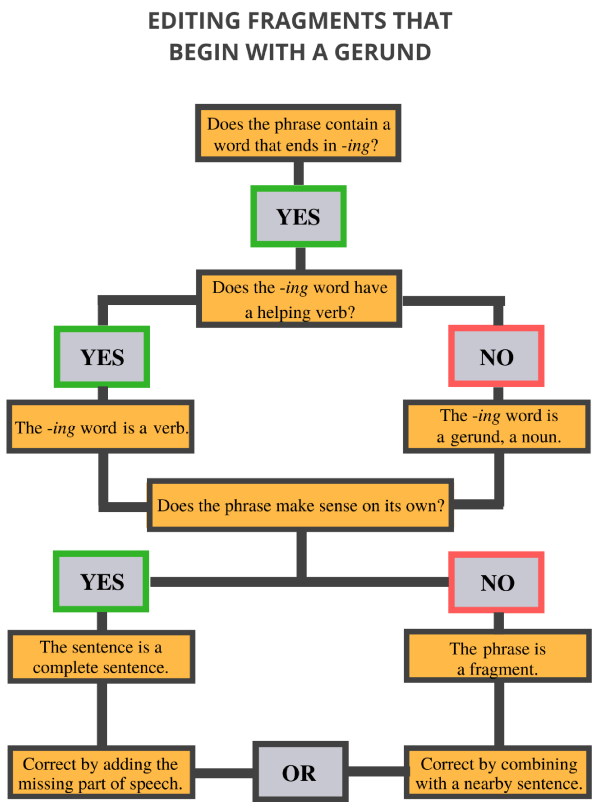 EDITING FRAGMENTS THAT
BEGIN WITH A GERUND
Does the phrase contain a
word that ends in -ing?
YES
Does the -ing word have
a helping verb?
YES
NO
The -ing word is a verb.
The -ing word is
a gerund, a noun.
Does the phrase make sense on its own?
YES
NO
The sentence is a
complete sentence.
The phrase is
a fragment.
Correct by adding the
missing part of speech.
OR
Correct by combining
with a nearby sentence.